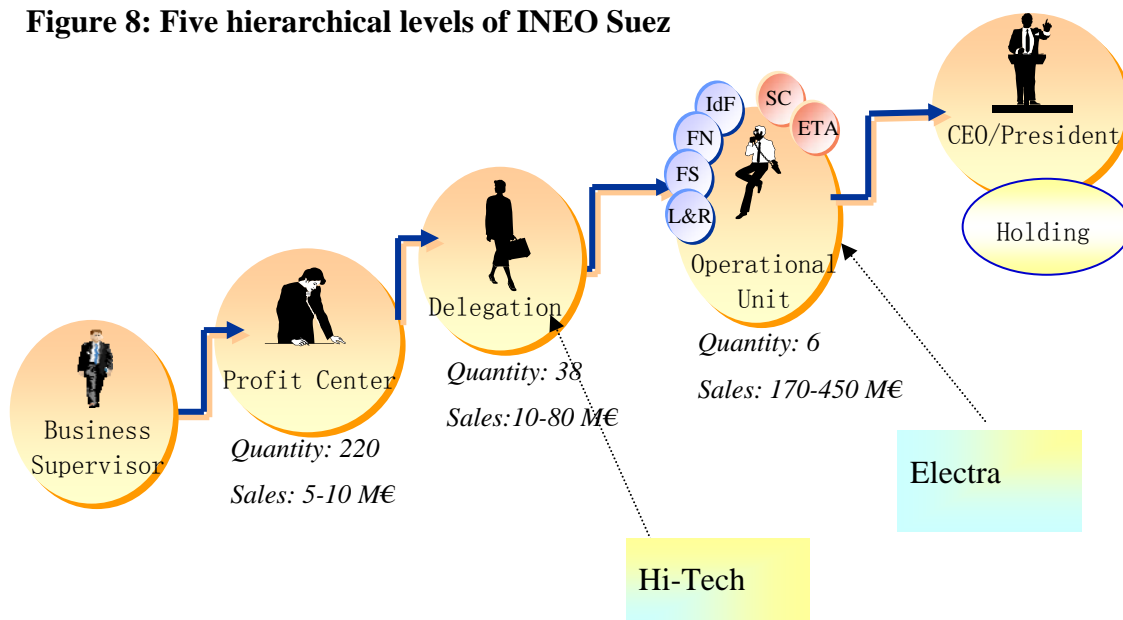 Figure 8: Five hierarchical levels of INEO Suez
Business
Supervisor
Profit Center
Quantity: 220
Sales: 5-10 M€
Delegation
Quantity: 38
Sales:10-80 M€
IdF
FN
FS
L&R
SC
ETA
Operational
Unit
Quantity: 6
Sales: 170-450 M€
CEO/President
Holding
Electra
Hi-Tech